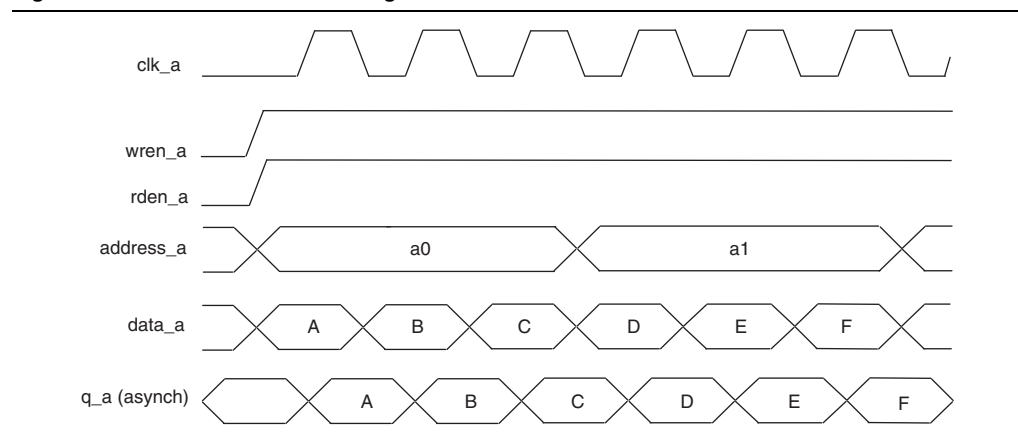 clk_a
wren_a
rden_a
address_a a0 a1
data_a A B C D E F
q_a (asynch) A B C D E F